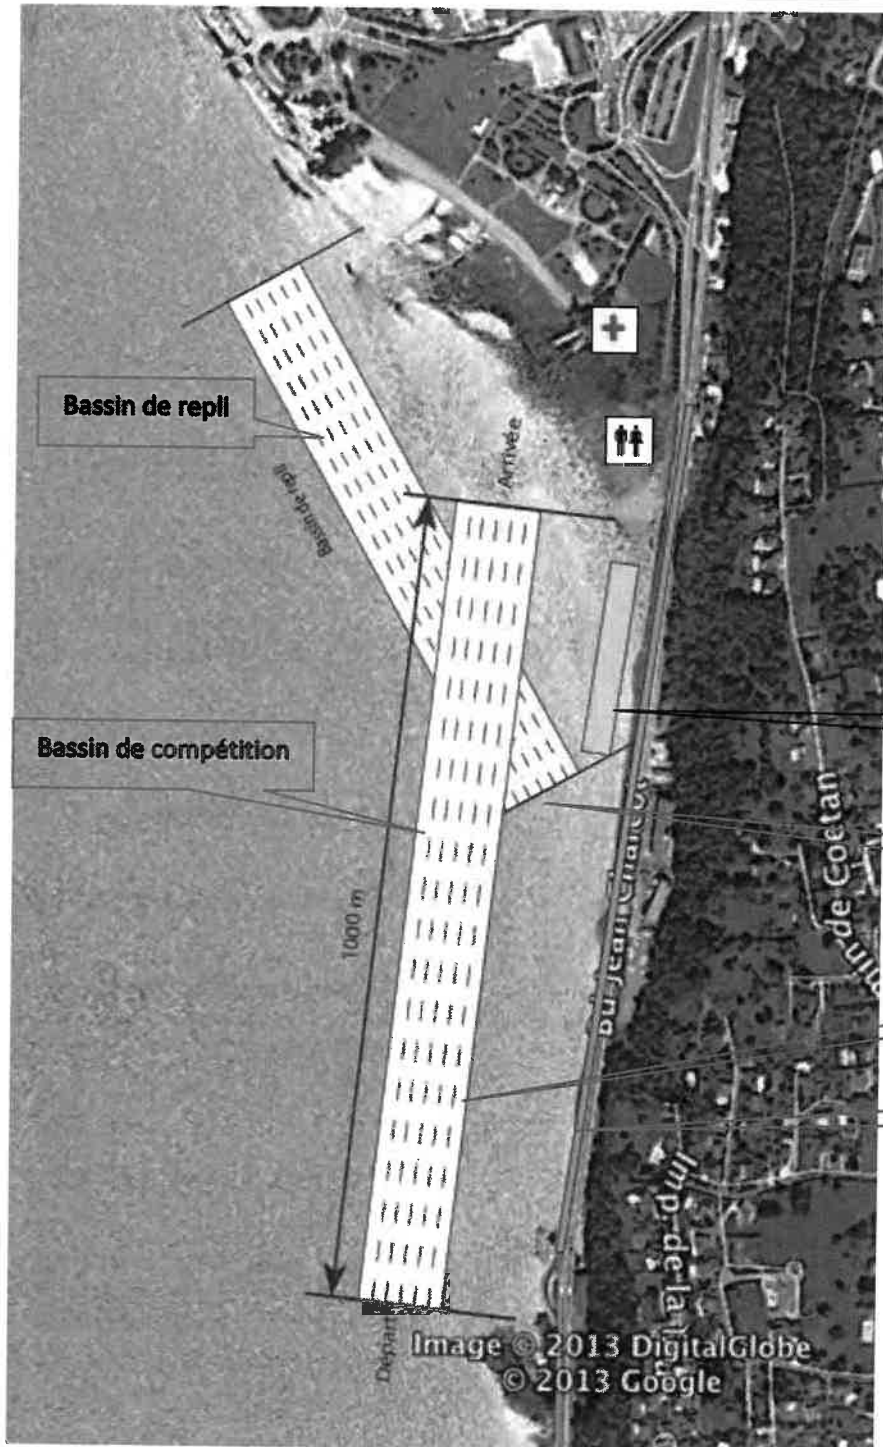 Bassin de repli
Bassin de repli
Arrivée
Bassin de compétition
1000 m
Bd Jean Charcot
de Coëtan
Imp. de la
Départ
Image © 2013 DigitalGlobe
© 2013 Google